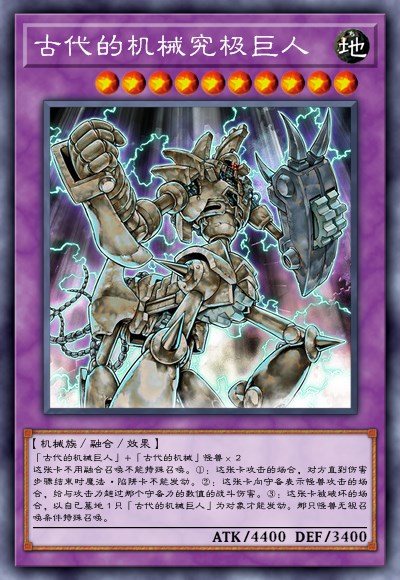 古代的机械究极巨人
地
【机械族／融合／效果】
「古代的机械巨人」+「古代的机械」怪兽×2
这张卡不用融合召唤不能特殊召唤。①：这张卡攻击的场合，对方直到伤害
步骤结束时魔法·陷阱卡不能发动。②：这张卡向守备表示怪兽攻击的场
合，给与攻击力超过那个守备力的数值的战斗伤害。③：这张卡被破坏的场
合，以自己墓地1只「古代的机械巨人」为对象才能发动。那只怪兽无视召
唤条件特殊召唤。
ATK/4400 DEF/3400